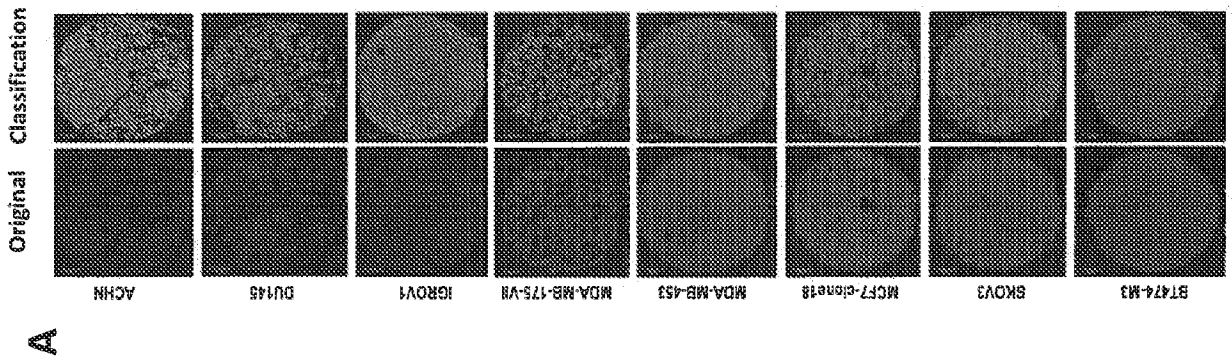 Original Classification
ACHN
DU145
IGROV1
MDA-MB-175-VII
MDA-MB-453
MCF7-clone18
SKOV3
BT474-M3
A